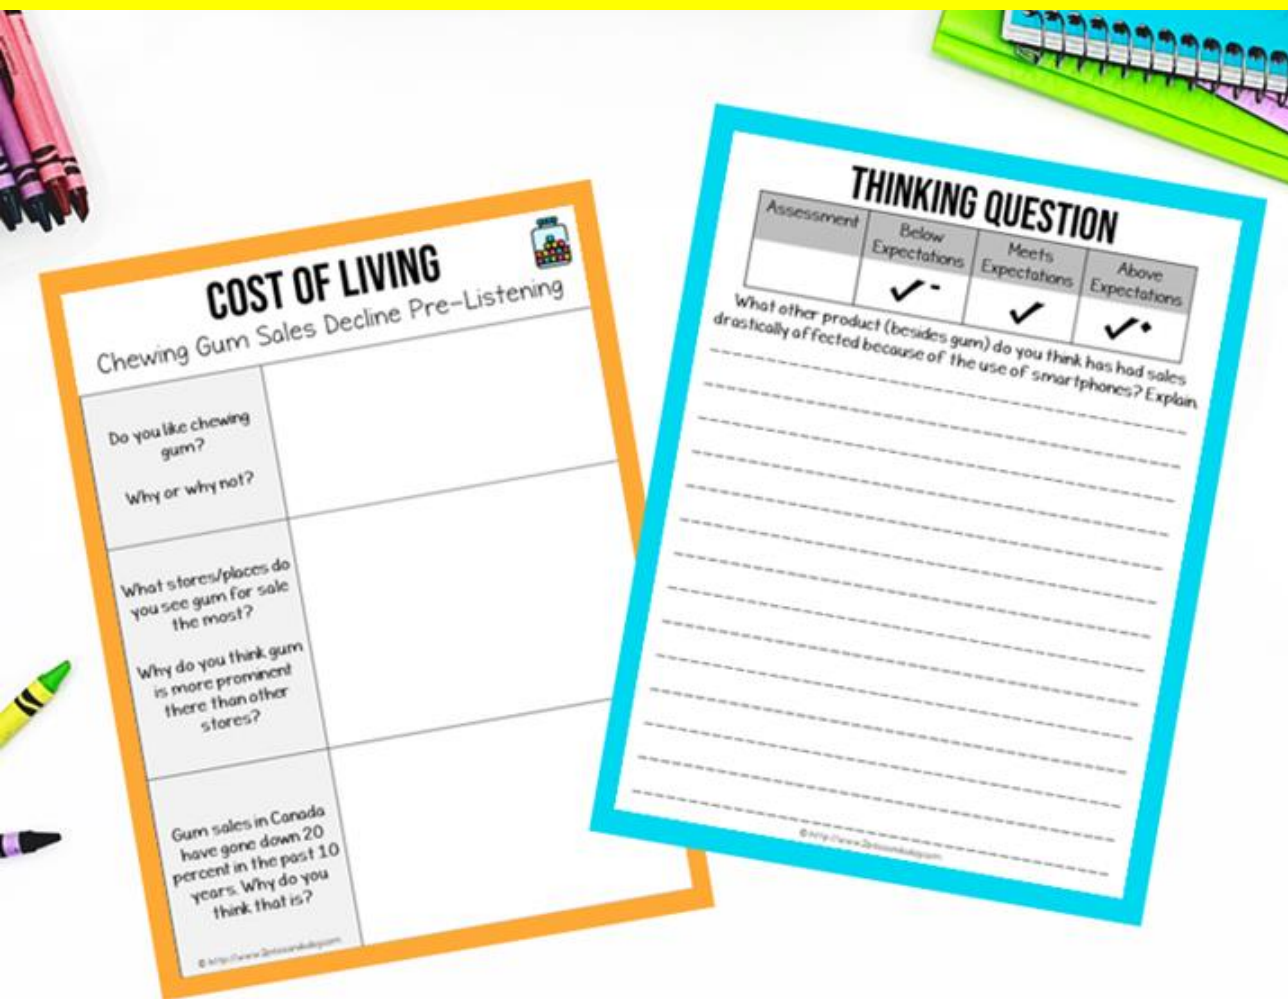 COST OF LIVING
Chewing Gum Sales Decline Pre-Listening
Do you like chewing
gum?
Why or why not?
What stores/places do
you see gum for sale
the most?
Why do you think gum
is more prominent
there than other
stores?
Gum sales in Canada
have gone down 20
percent in the past 10
years. Why do you
think that is?
THINKING QUESTION
Assessment
Below
Expectations
Meets
Expectations
Above
Expectations
✓-
✓
✓+
What other product (besides gum) do you think has had sales
drastically affected because of the use of smartphones? Explain.